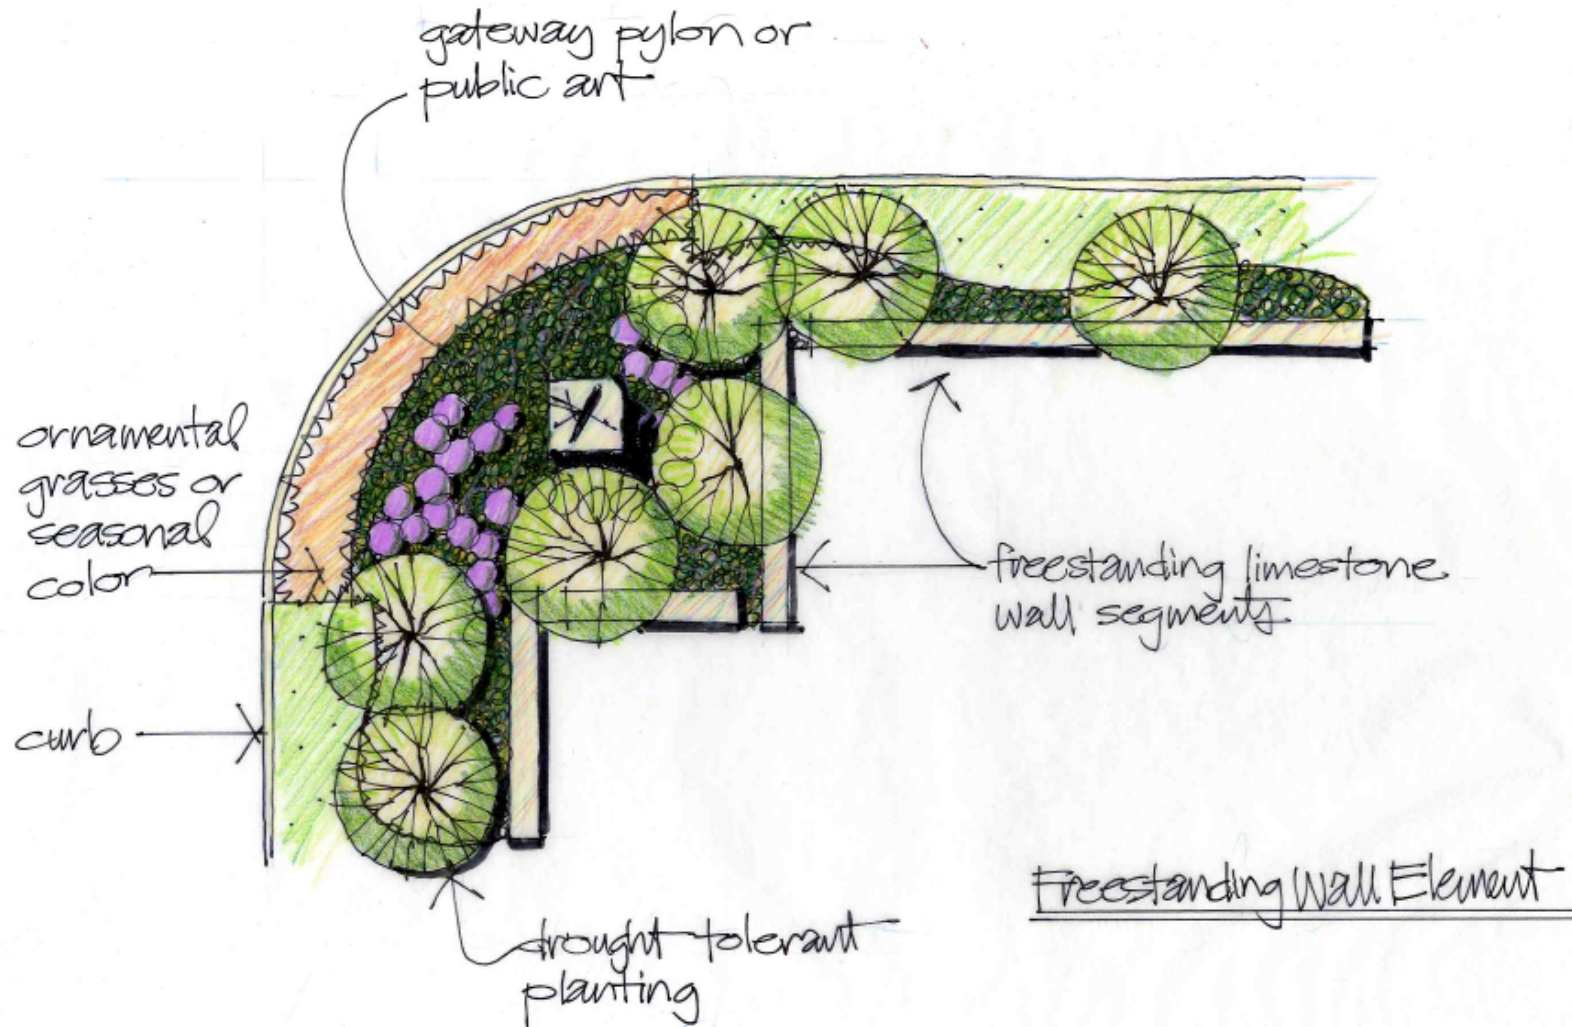 gateway pylon or
public art
ornamental
grasses or
seasonal
color
freestanding limestone
wall segments
curb
Freestanding Wall Element
drought tolerant
planting